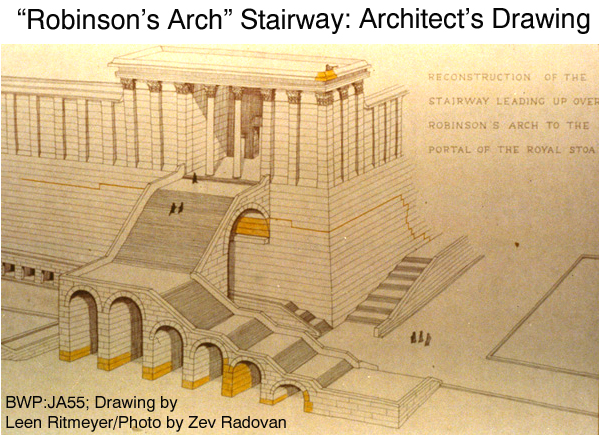 “Robinson’s Arch” Stairway: Architect’s Drawing
RECONSTRUCTION OF THE
STAIRWAY LEADING UP OVER
ROBINSON'S ARCH TO THE
PORTAL OF THE ROYAL STOA
BWP:JA55; Drawing by
Leen Ritmeyer/Photo by Zev Radovan